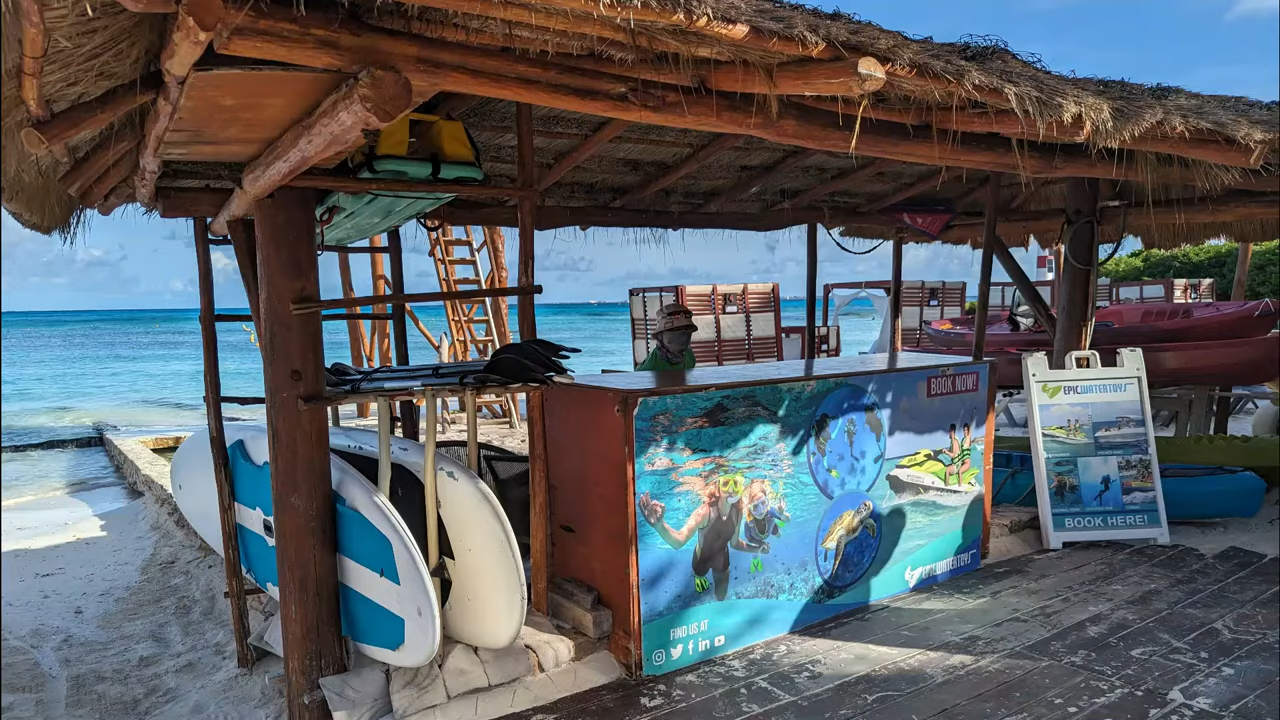 BOOK NOW!
EPICWATERTOYS
FIND US AT
EPICWATERTOYS
BOOK HERE!